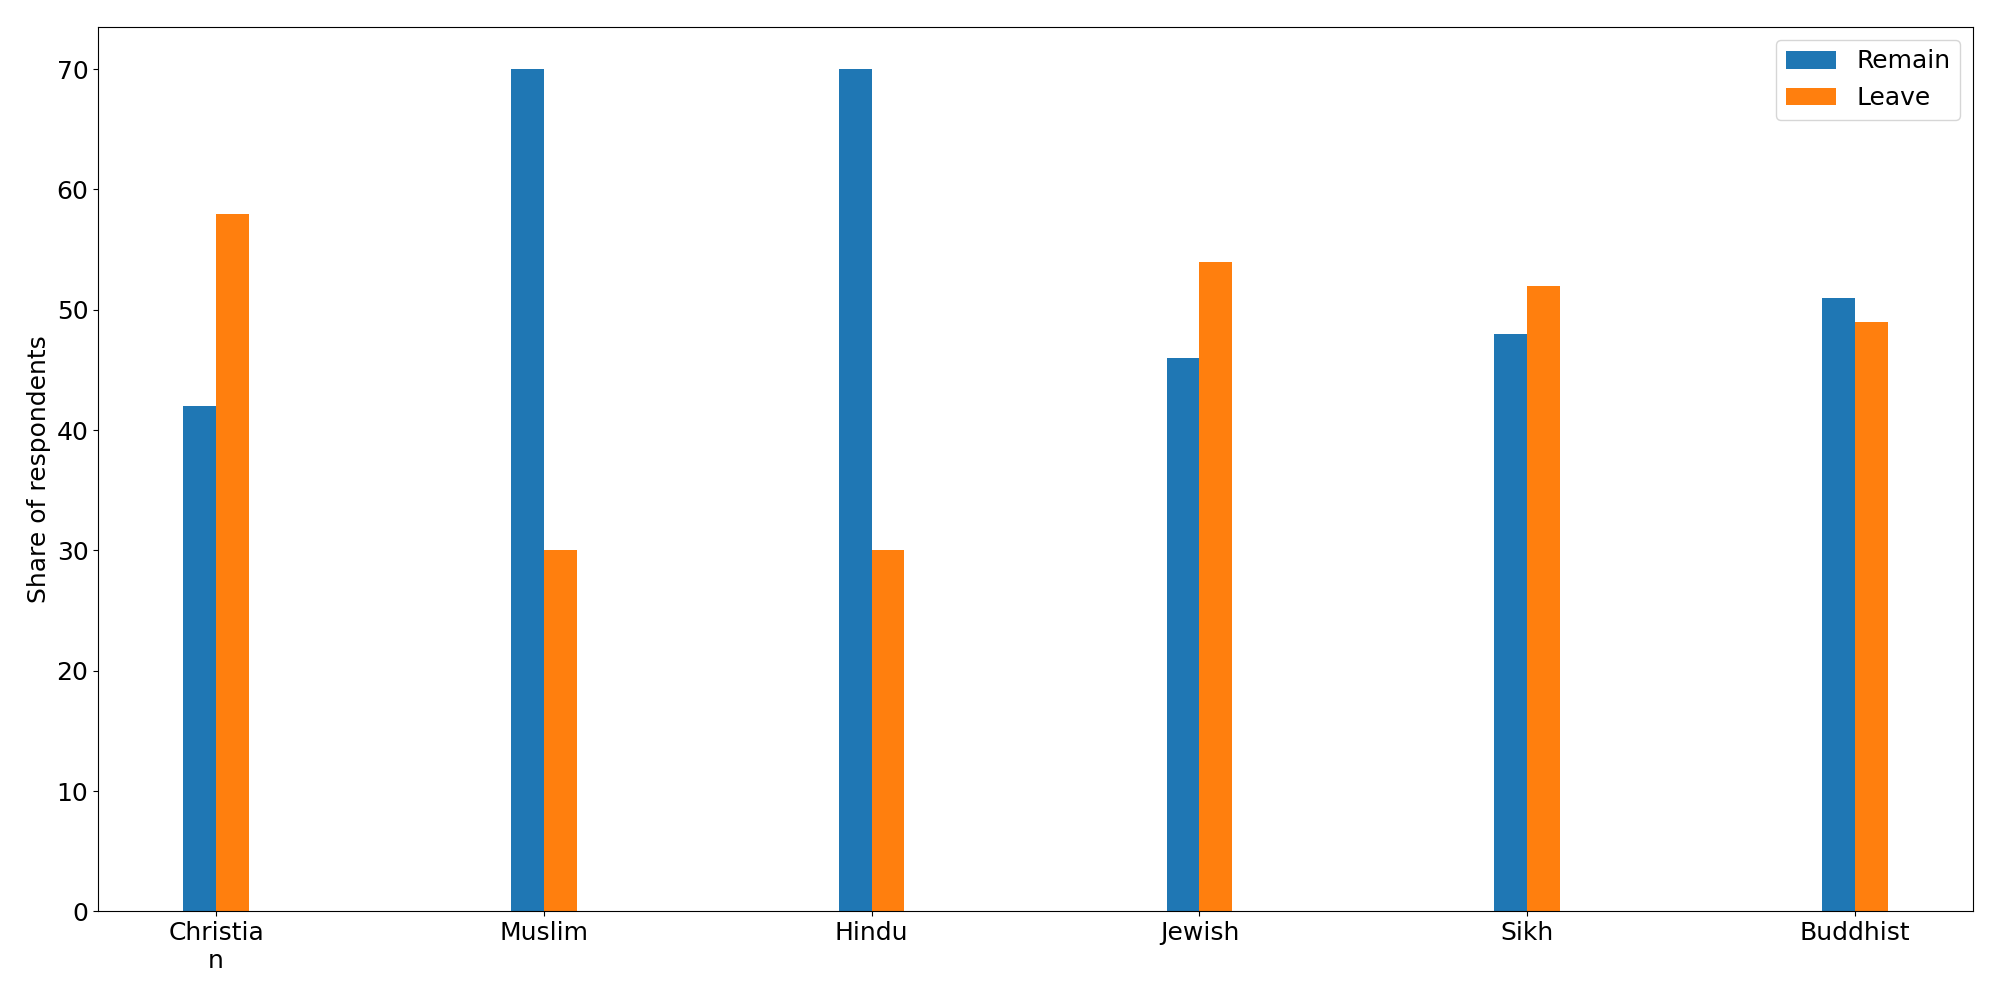 Remain
Leave
Share of respondents
70
60
50
40
30
20
10
0
Christia
n
Muslim
Hindu
Jewish
Sikh
Buddhist